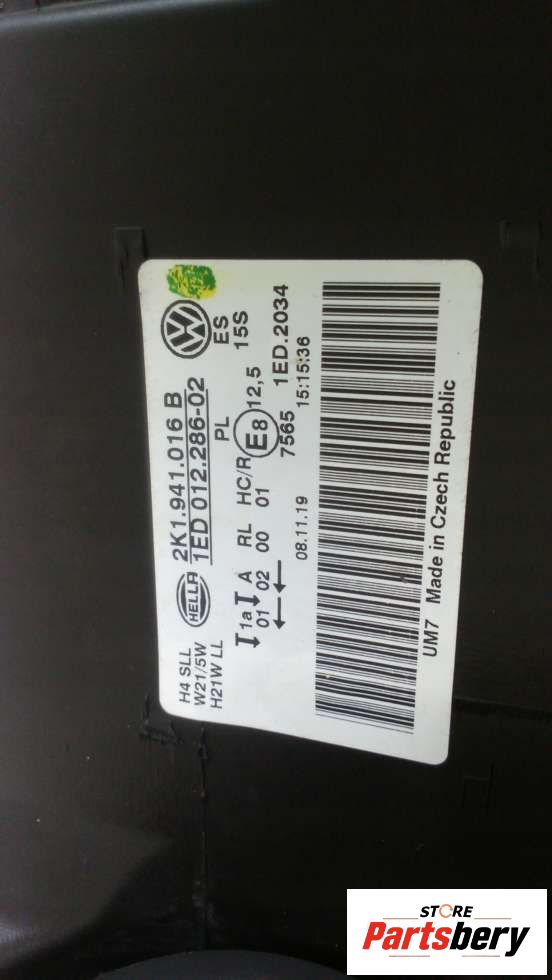 H4 SLL
W21/5W
H21W LL
HELLA
2K1.941.016 B
1ED 012.286-02
PL
ES
15S
1a A RL HC/R E8 12,5
01 02 00 01
7565 1ED.2034
08.11.19 15:15:36
UM7 Made in Czech Republic
STORE
Partsbery